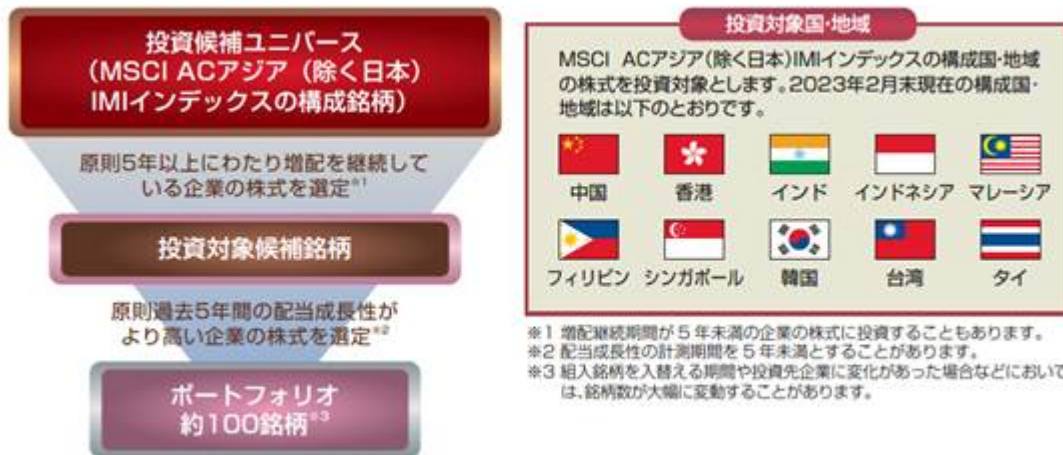 投資候補ユニバース
(MSCI ACアジア(除く日本)
IMIインデックスの構成銘柄)
原則5年以上にわたり増配を継続して
いる企業の株式を選定※1
投資対象候補銘柄
原則過去5年間の配当成長性が
より高い企業の株式を選定※2
ポートフォリオ
約100銘柄※3
投資対象国・地域
MSCI ACアジア(除く日本)IMIインデックスの構成国・地域
の株式を投資対象とします。2023年2月末現在の構成国・
地域は以下のとおりです。
中国 香港 インド インドネシア マレーシア
フィリピン シンガポール 韓国 台湾 タイ
※1 増配継続期間が5年未満の企業の株式に投資することもあります。
※2 配当成長性の計測期間を5年未満とすることがあります。
※3 組入銘柄を入替える期間や投資先企業に変化があった場合などにおいて
は、銘柄数が大幅に変動することがあります。